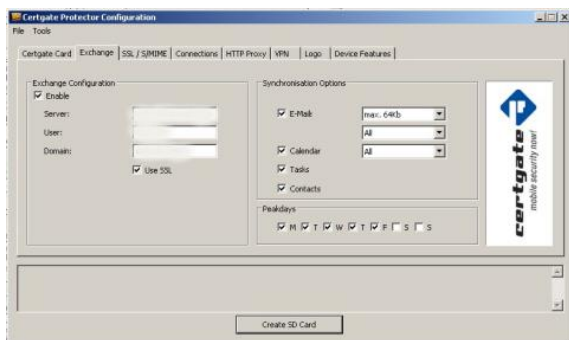 Certgate Protector Configuration
File Tools
Certgate Card Exchange SSL / S/MIME Connections HTTP Proxy VPN Logo Device Features
Exchange Configuration
Enable
Server:
User:
Domain:
Use SSL
Synchronisation Options
E-Mail: max. 64Kb
All
Calendar All
Tasks
Contacts
Peakdays
M T W T F S S
certgate
mobile security now!
Create SD Card